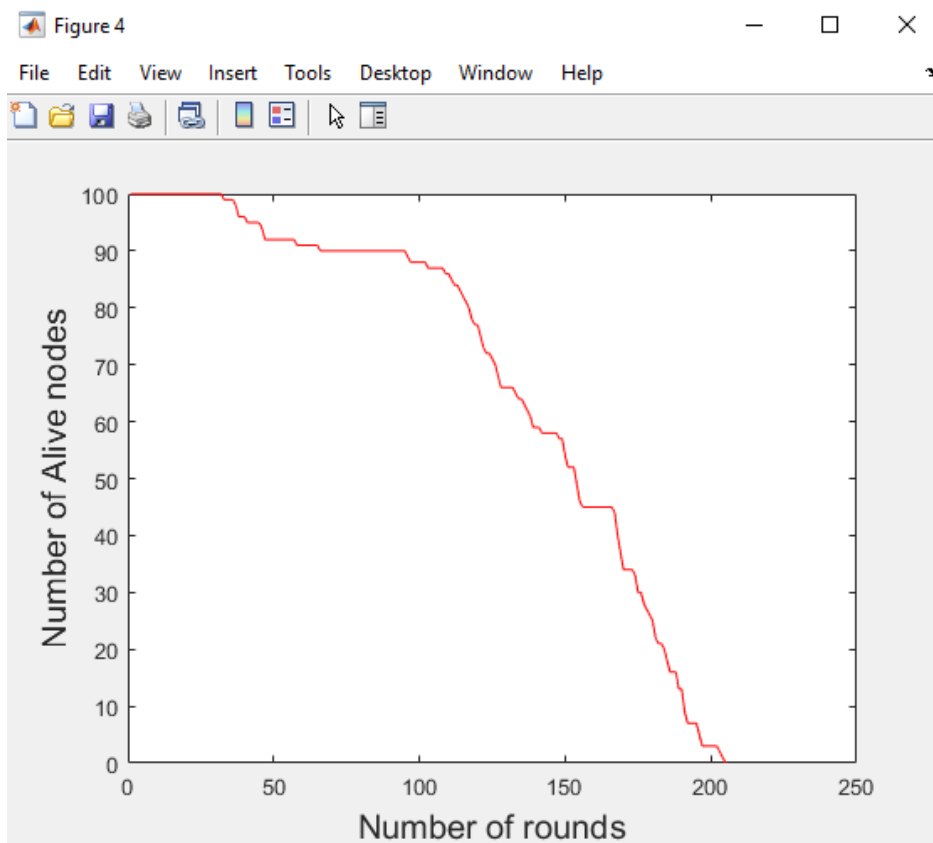 Figure 4
File Edit View Insert Tools Desktop Window Help
100
90
80
70
60
50
40
30
20
10
0
Number of Alive nodes
0 50 100 150 200 250
Number of rounds